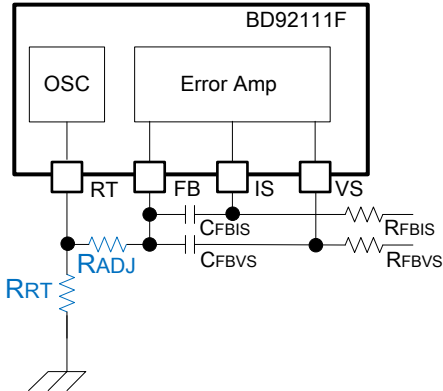 BD92111F
OSC
Error Amp
RT
FB
IS
VS
CFBIS
RFBIS
RADJ
CFBVS
RFBVS
RRT